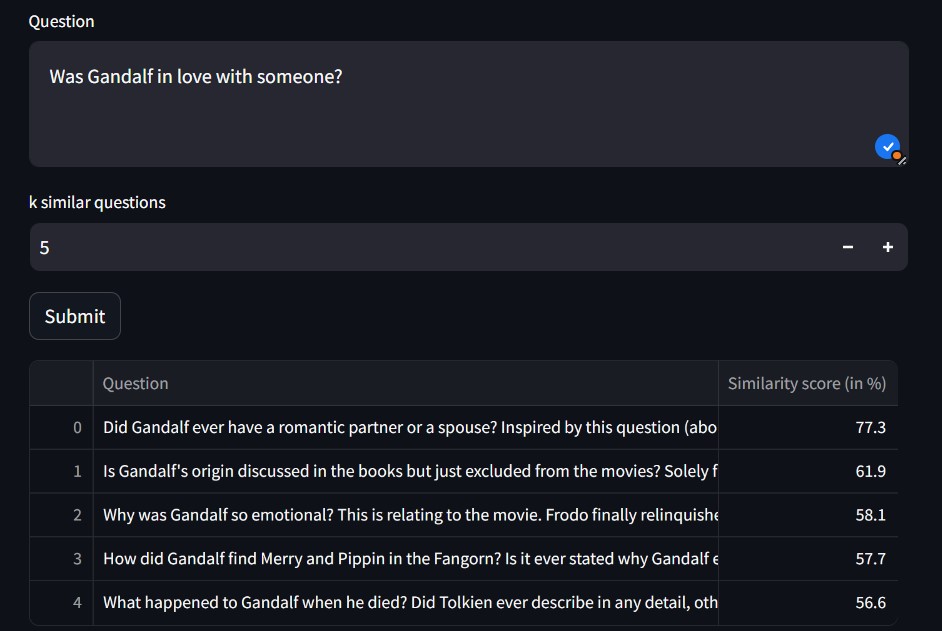 Question
Was Gandalf in love with someone?
k similar questions
5
Submit
Question Similarity score (in %)
0 Did Gandalf ever have a romantic partner or a spouse? Inspired by this question (abo 77.3
1 Is Gandalf's origin discussed in the books but just excluded from the movies? Solely f 61.9
2 Why was Gandalf so emotional? This is relating to the movie. Frodo finally relinquishe 58.1
3 How did Gandalf find Merry and Pippin in the Fangorn? Is it ever stated why Gandalf e 57.7
4 What happened to Gandalf when he died? Did Tolkien ever describe in any detail, oth 56.6